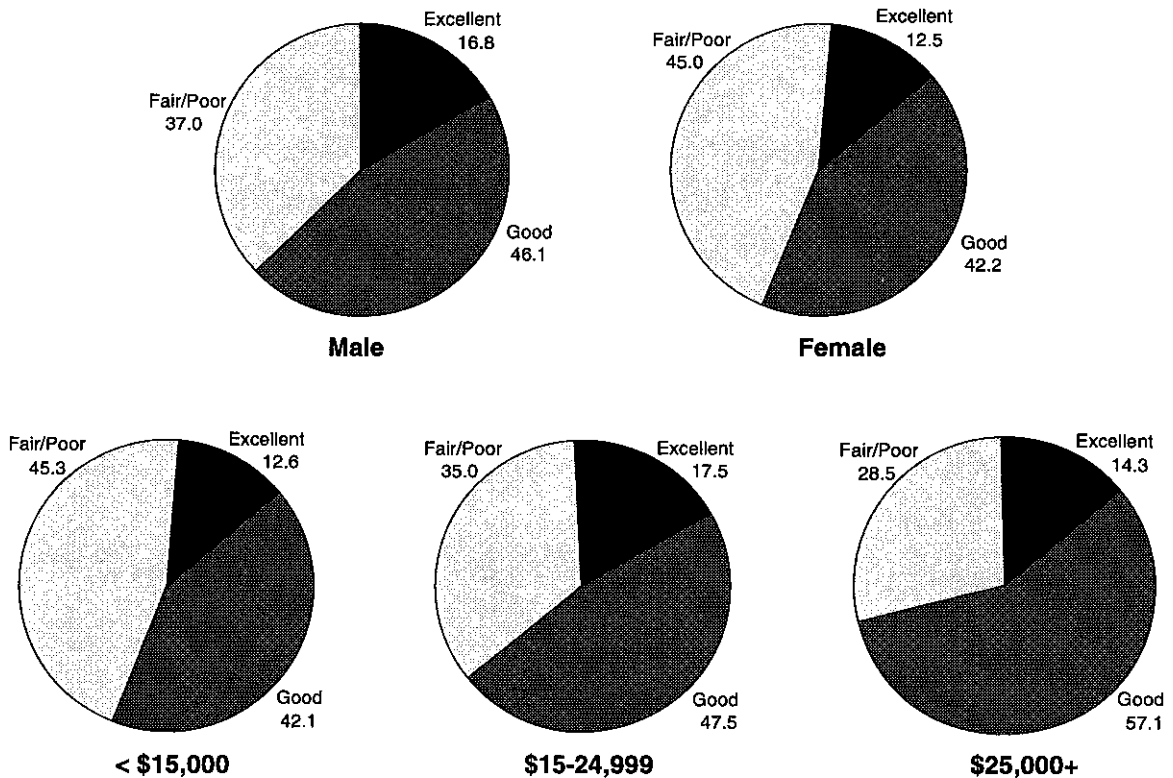 Excellent
16.8
Fair/Poor
37.0
Good
46.1
Male
Excellent
12.5
Fair/Poor
45.0
Good
42.2
Female
Fair/Poor
45.3
Excellent
12.6
Good
42.1
< $15,000
Fair/Poor
35.0
Excellent
17.5
Good
47.5
$15-24,999
Fair/Poor
28.5
Excellent
14.3
Good
57.1
$25,000+